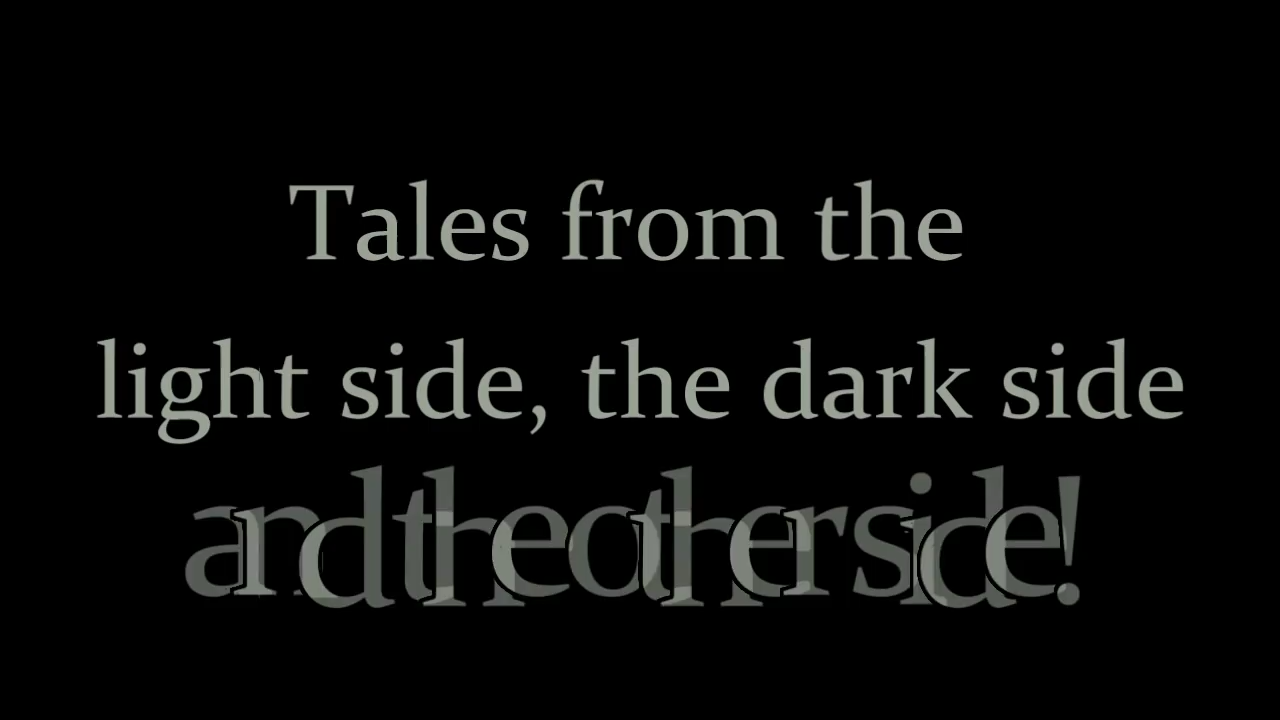 Tales from the
light side, the dark side
and the other side!